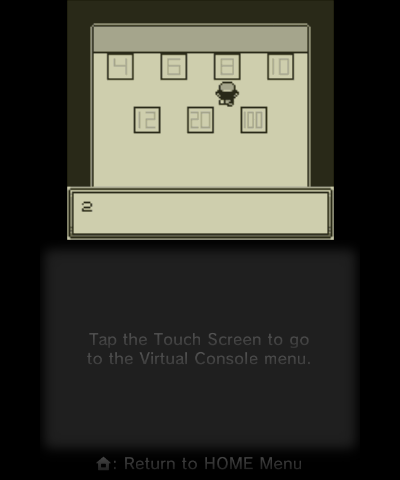 4 6 8 10
12 20 100
2
Tap the Touch Screen to go
to the Virtual Console menu.
: Return to HOME Menu